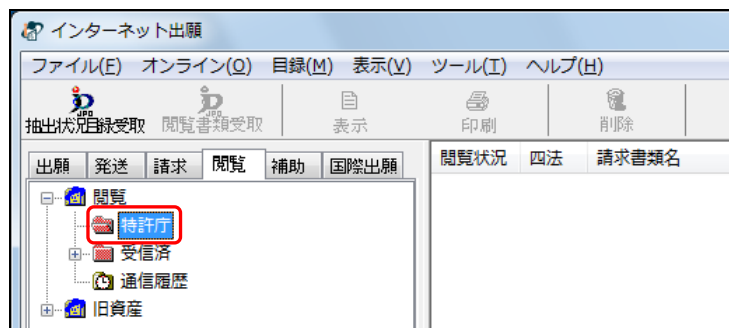 インターネット出願
ファイル(F) オンライン(O) 目録(M) 表示(V) ツール(T) ヘルプ(H)
抽出状況目録受取 閲覧書類受取 表示 印刷 削除
出願 発送 請求 閲覧 補助 国際出願
閲覧状況 四法 請求書類名
閲覧
特許庁
受信済
通信履歴
旧資産